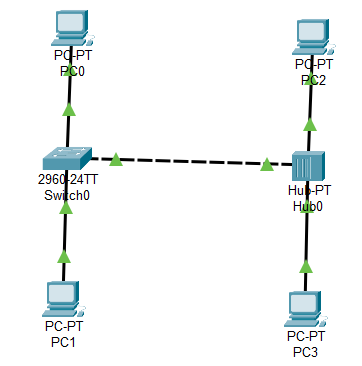 PC-PT
PC0
PC-PT
PC2
2960-24TT
Switch0
Hub-PT
Hub0
PC-PT
PC1
PC-PT
PC3